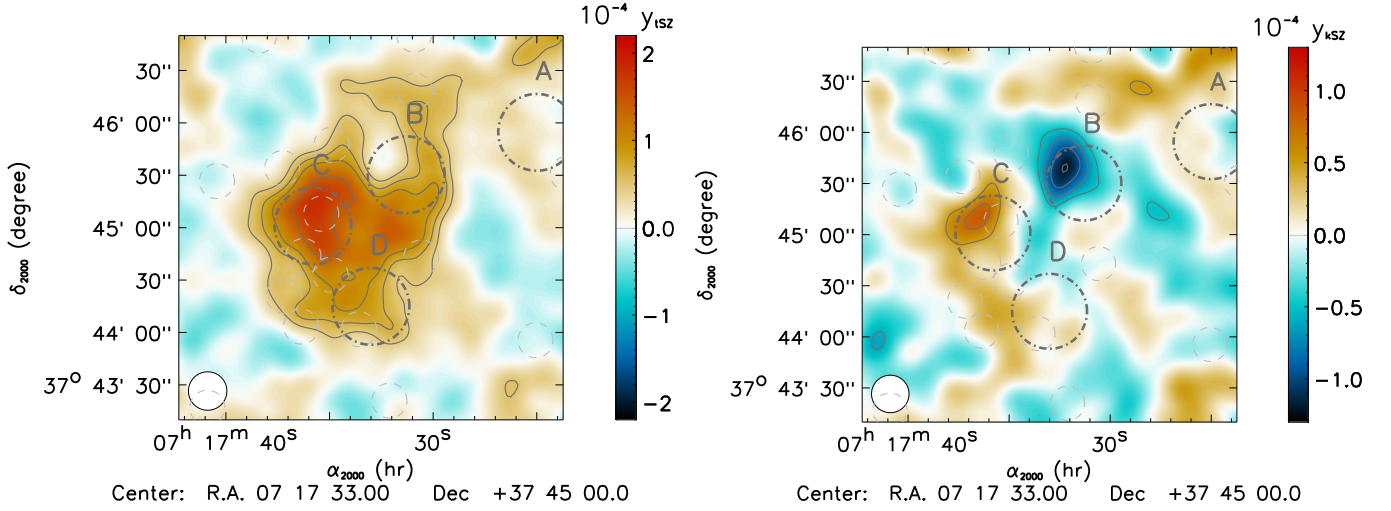 10⁻⁴ y_tSZ
2
1
0.0
−1
−2
A
B
C
D
30''
46' 00''
30''
45' 00''
30''
44' 00''
37° 43' 30''
δ₂₀₀₀ (degree)
07ʰ 17ᵐ 40ˢ 30ˢ
α₂₀₀₀ (hr)
Center: R.A. 07 17 33.00 Dec +37 45 00.0
10⁻⁴ y_kSZ
1.0
0.5
0.0
−0.5
−1.0
A
B
C
D
30''
46' 00''
30''
45' 00''
30''
44' 00''
37° 43' 30''
δ₂₀₀₀ (degree)
07ʰ 17ᵐ 40ˢ 30ˢ
α₂₀₀₀ (hr)
Center: R.A. 07 17 33.00 Dec +37 45 00.0